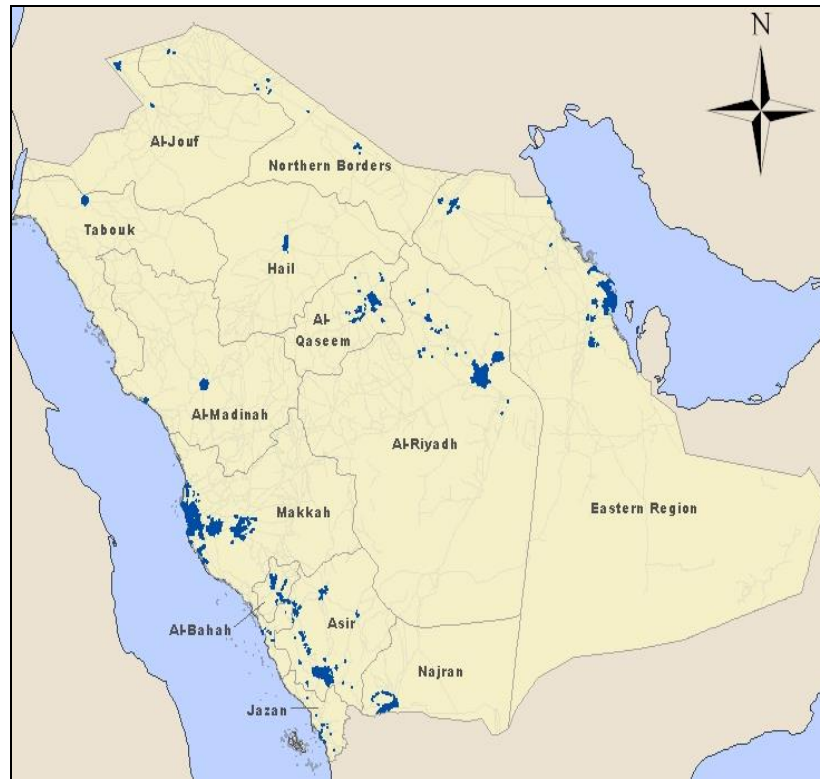 N
Al-Jouf
Northern Borders
Tabouk
Hail
Al-
Qaseem
Al-Madinah
Al-Riyadh
Eastern Region
Makkah
Al-Bahah
Asir
Najran
Jazan